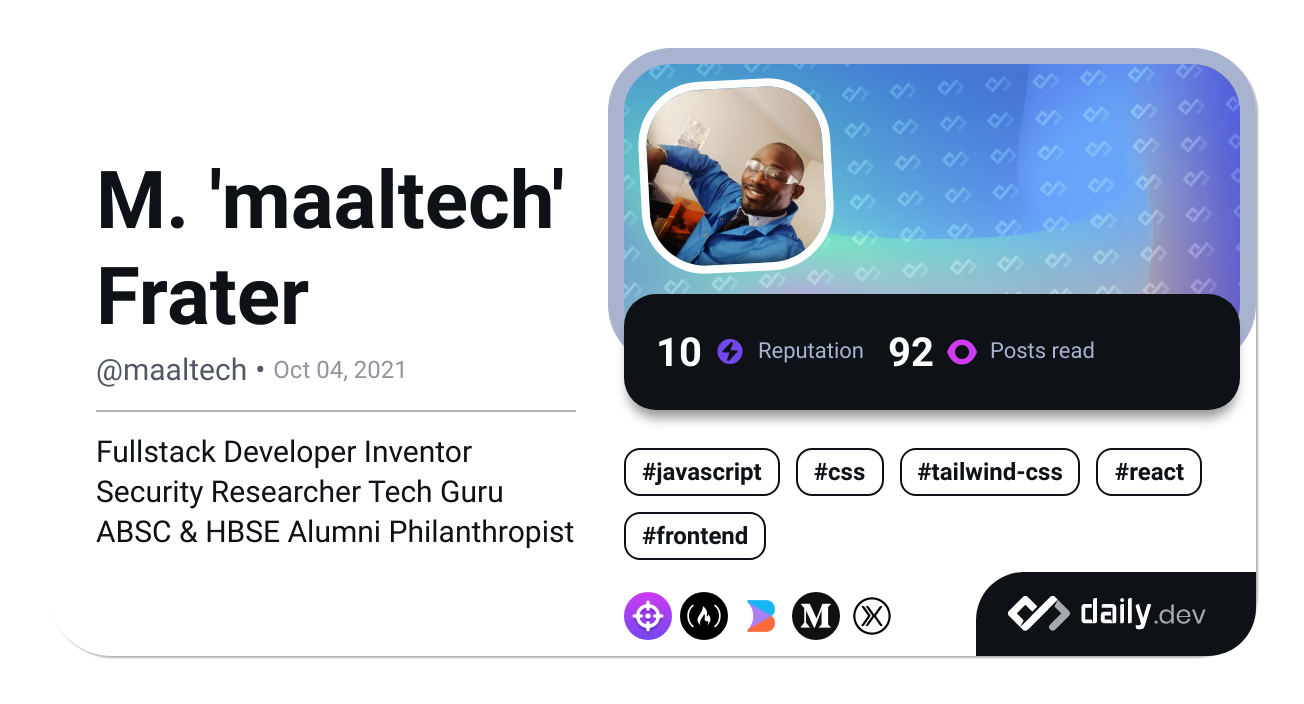 M. 'maaltech'
Frater
@maaltech • Oct 04, 2021
Fullstack Developer Inventor
Security Researcher Tech Guru
ABSC & HBSE Alumni Philanthropist
10 Reputation 92 Posts read
#javascript #css #tailwind-css #react
#frontend
M
daily.dev